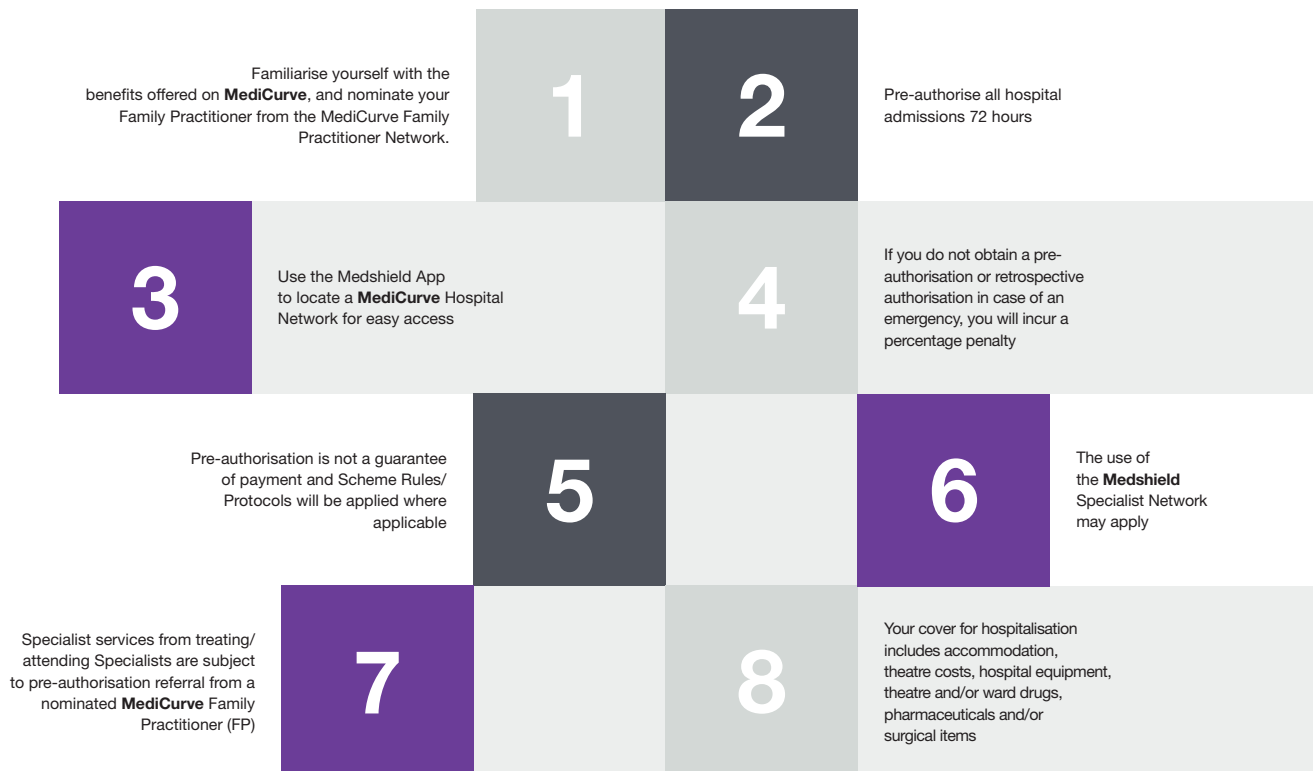 Familiarise yourself with the
benefits offered on MediCurve, and nominate your
Family Practitioner from the MediCurve Family
Practitioner Network.
1
2
Pre-authorise all hospital
admissions 72 hours
3
Use the Medshield App
to locate a MediCurve Hospital
Network for easy access
4
If you do not obtain a pre-
authorisation or retrospective
authorisation in case of an
emergency, you will incur a
percentage penalty
Pre-authorisation is not a guarantee
of payment and Scheme Rules/
Protocols will be applied where
applicable
5
6
The use of
the Medshield
Specialist Network
may apply
Specialist services from treating/
attending Specialists are subject
to pre-authorisation referral from a
nominated MediCurve Family
Practitioner (FP)
7
8
Your cover for hospitalisation
includes accommodation,
theatre costs, hospital equipment,
theatre and/or ward drugs,
pharmaceuticals and/or
surgical items